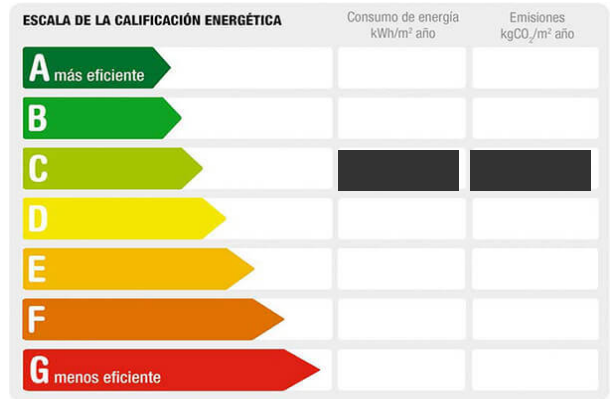 ESCALA DE LA CALIFICACIÓN ENERGÉTICA
Consumo de energía
kWh/m² año
Emisiones
kgCO₂/m² año
A más eficiente
B
C
D
E
F
G menos eficiente